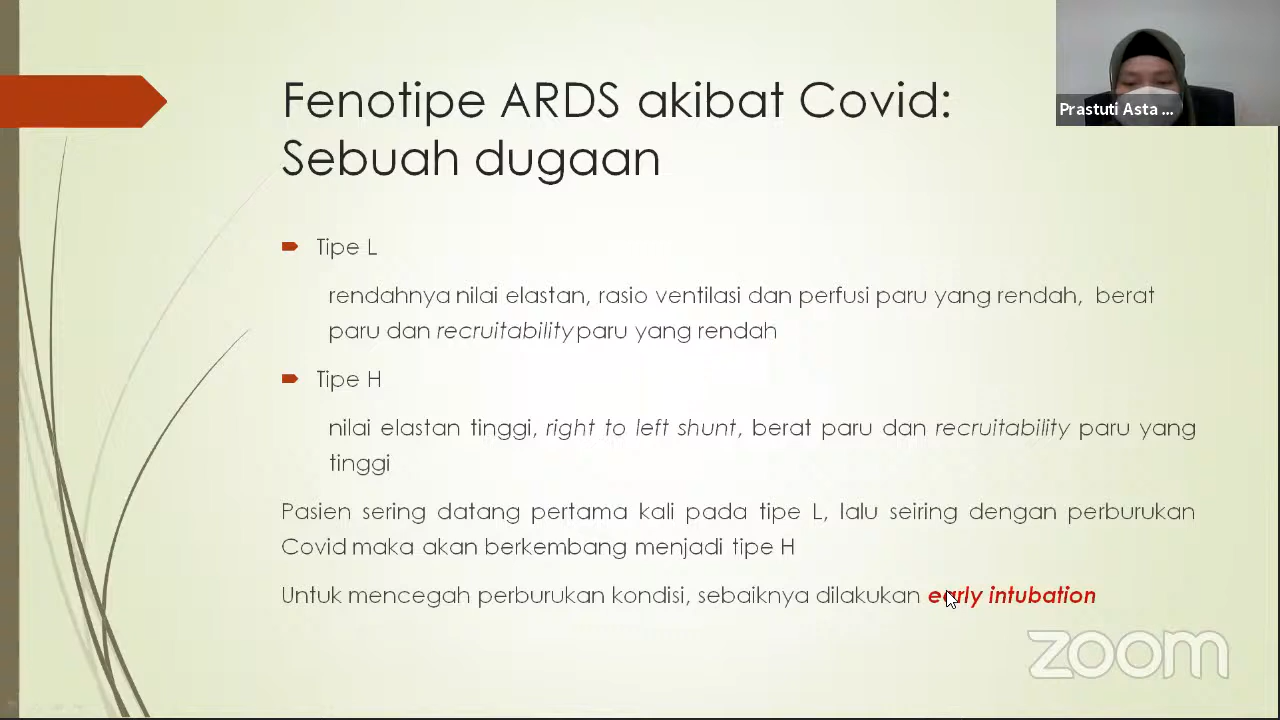 Fenotipe ARDS akibat Covid:
Sebuah dugaan
Prastuti Asta ...
Tipe L
rendahnya nilai elastan, rasio ventilasi dan perfusi paru yang rendah, berat
paru dan recruitability paru yang rendah
Tipe H
nilai elastan tinggi, right to left shunt, berat paru dan recruitability paru yang
tinggi
Pasien sering datang pertama kali pada tipe L, lalu seiring dengan perburukan
Covid maka akan berkembang menjadi tipe H
Untuk mencegah perburukan kondisi, sebaiknya dilakukan early intubation
zoom